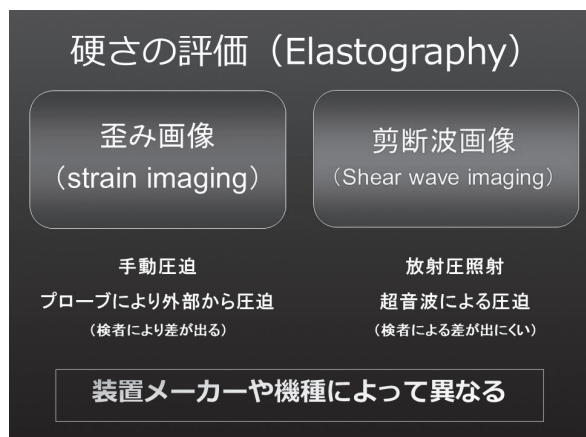 硬さの評価（Elastography）
歪み画像
（strain imaging）
剪断波画像
（Shear wave imaging）
手動圧迫
プローブにより外部から圧迫
（検者により差が出る）
放射圧照射
超音波による圧迫
（検者による差が出にくい）
装置メーカーや機種によって異なる